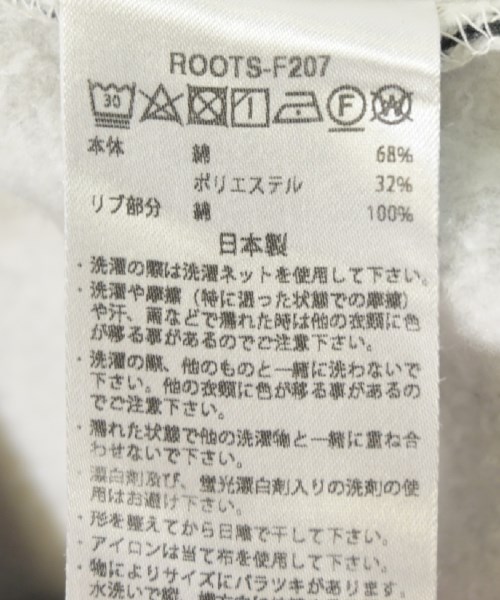 ROOTS-F207
30 F W
本体 綿 68%
ポリエステル 32%
リブ部分 綿 100%
日本製
・洗濯の際は洗濯ネットを使用して下さい。
・洗濯や摩擦（特に湿った状態での摩擦）
や汗、雨などで濡れた時は他の衣類に色
が移る事があるのでご注意下さい。
・洗濯の際、他のものと一緒に洗わないで
下さい。他の衣類に色が移る事があるの
でご注意下さい。
・濡れた状態で他の洗濯物と一緒に重ね合
わせないで下さい。
・漂白剤及び、蛍光漂白剤入りの洗剤の使
用はお避け下さい。
・形を整えてから日陰で干して下さい。
・アイロンは当て布を使用して下さい。
・物によりサイズにバラツキがあります。
水洗いで縦、横方向に